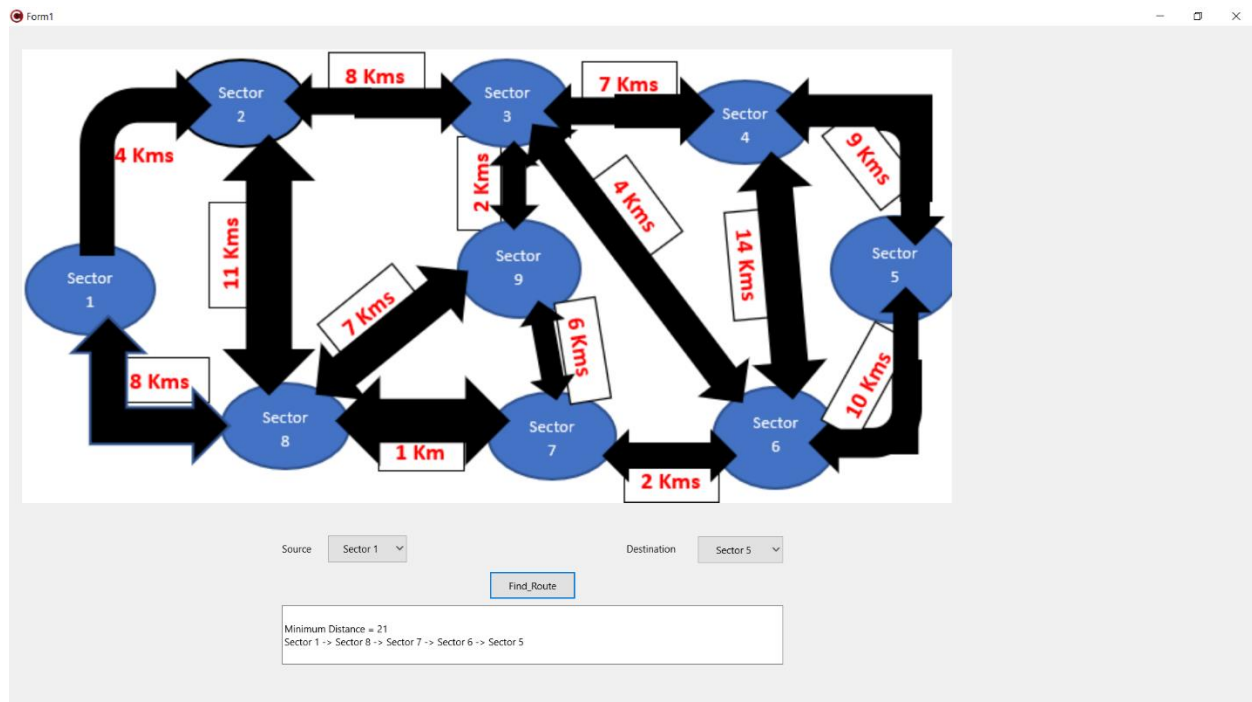 Form1
8 Kms
7 Kms
Sector
2
Sector
3
Sector
4
4 Kms
9 Kms
2 Kms
4 Kms
11 Kms
14 Kms
Sector
1
Sector
9
Sector
5
7 Kms
6 Kms
8 Kms
10 Kms
Sector
8
Sector
7
Sector
6
1 Km
2 Kms
Source
Sector 1
Destination
Sector 5
Find_Route
Minimum Distance = 21
Sector 1 -> Sector 8 -> Sector 7 -> Sector 6 -> Sector 5